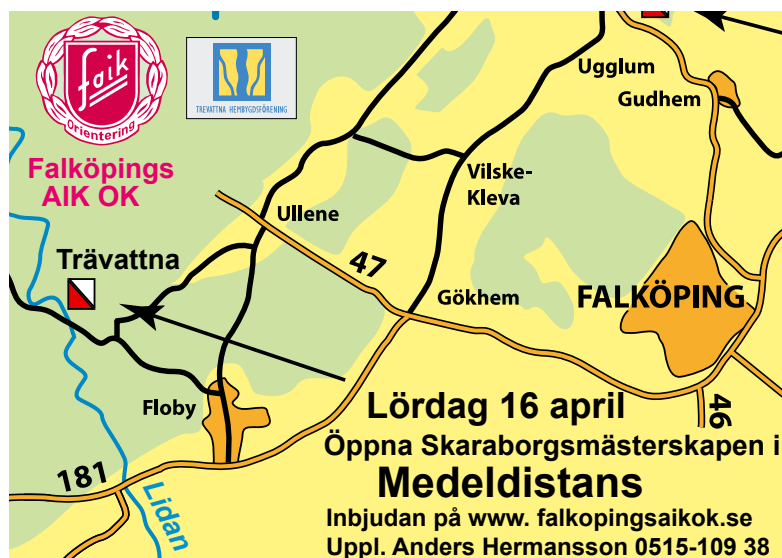 faik
Orientering
TREVATTNA HEMBYGDSFÖRENING
Falköpings
AIK OK
Ugglum
Gudhem
Vilske-
Kleva
Ullene
Trävattna
47
Gökhem
FALKÖPING
Floby
46
181
Lidan
Lördag 16 april
Öppna Skaraborgsmästerskapen i
Medeldistans
Inbjudan på www. falkopingsaikok.se
Uppl. Anders Hermansson 0515-109 38